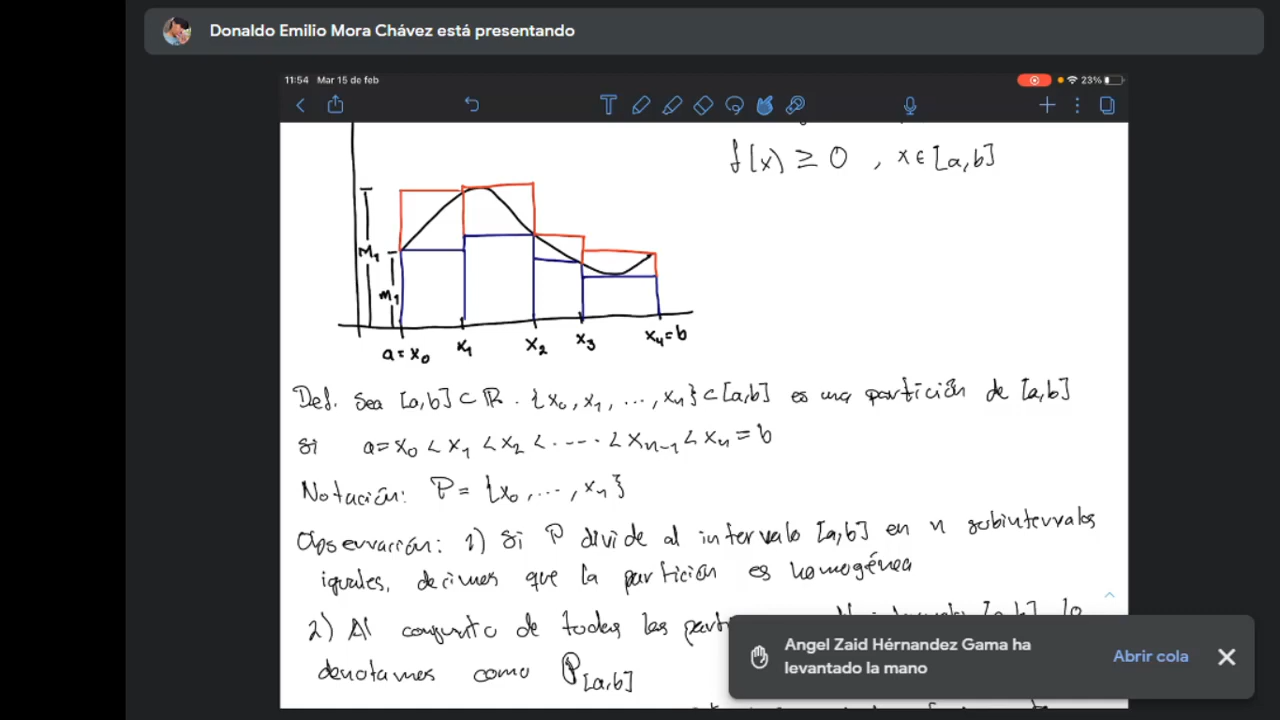 Donaldo Emilio Mora Chávez está presentando
11:54 Mar 15 de feb
23%
f(x) ≥ 0 , x ∈ [a,b]
M₁
m₁
a = x₀ x₁ x₂ x₃ x₄ = b
Def. Sea [a,b] ⊂ ℝ. {x₀, x₁, ..., xₙ} ⊂ [a,b] es una partición de [a,b]
si a = x₀ < x₁ < x₂ < ..... < xₙ₋₁ < xₙ = b
Notación: P = {x₀, ..., xₙ}
Observación: 1) Si P divide al intervalo [a,b] en n subintervalos
iguales, decimos que la partición es homogénea
2) Al conjunto de todas las [a,b] lo
denotamos como P[a,b]
Angel Zaid Hérnandez Gama ha
levantado la mano
Abrir cola